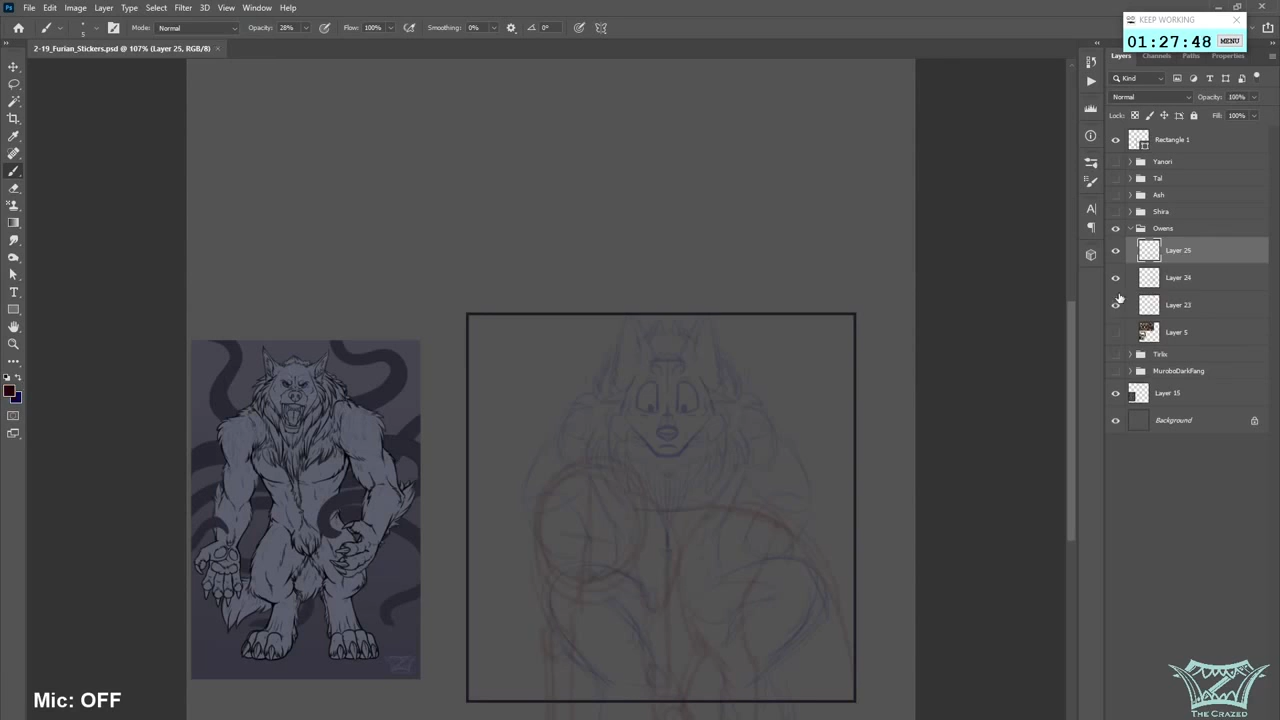 File Edit Image Layer Type Select Filter 3D View Window Help
KEEP WORKING
01:27:48 MENU
5 Mode: Normal Opacity: 28% Flow: 100% Smoothing: 0% 0°
2-19_Furian_Stickers.psd @ 107% (Layer 25, RGB/8)
Layers Channels Paths Properties
Kind
Normal Opacity: 100%
Lock: Fill: 100%
Rectangle 1
Yanori
Tal
Ash
Shira
Owens
Layer 25
Layer 24
Layer 23
Layer 5
Tirlix
MuroboDarkFang
Layer 15
Background
Mic: OFF
THE CRAZED